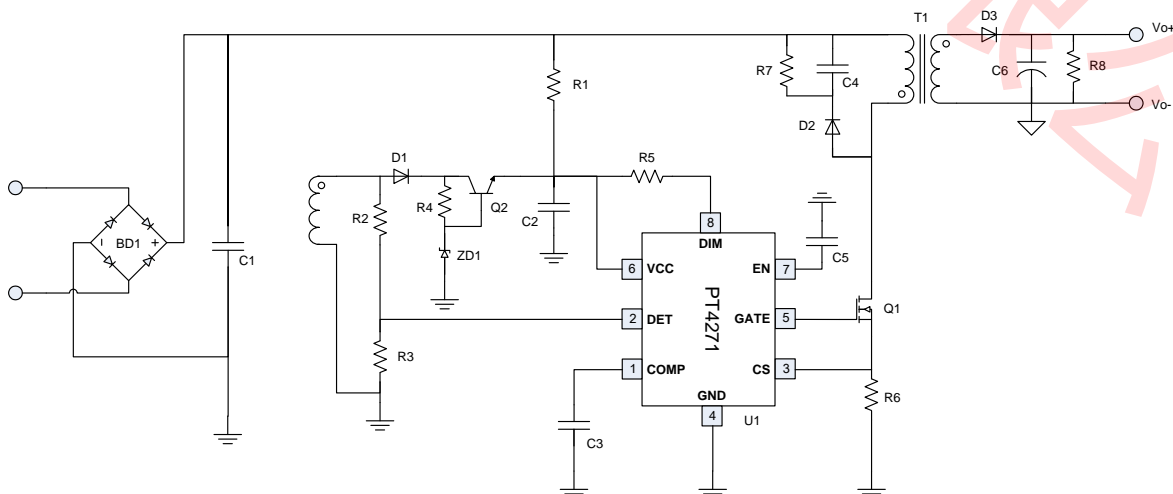 T1
D3
Vo+
R7
C4
C6
R8
R1
D2
Vo-
D1
R5
Q2
R4
R2
C2
8
DIM
BD1
- +
ZD1
C1
6 VCC
EN 7
C5
PT4271
2 DET
GATE 5
Q1
R3
1 COMP
CS 3
R6
GND
4
U1
C3